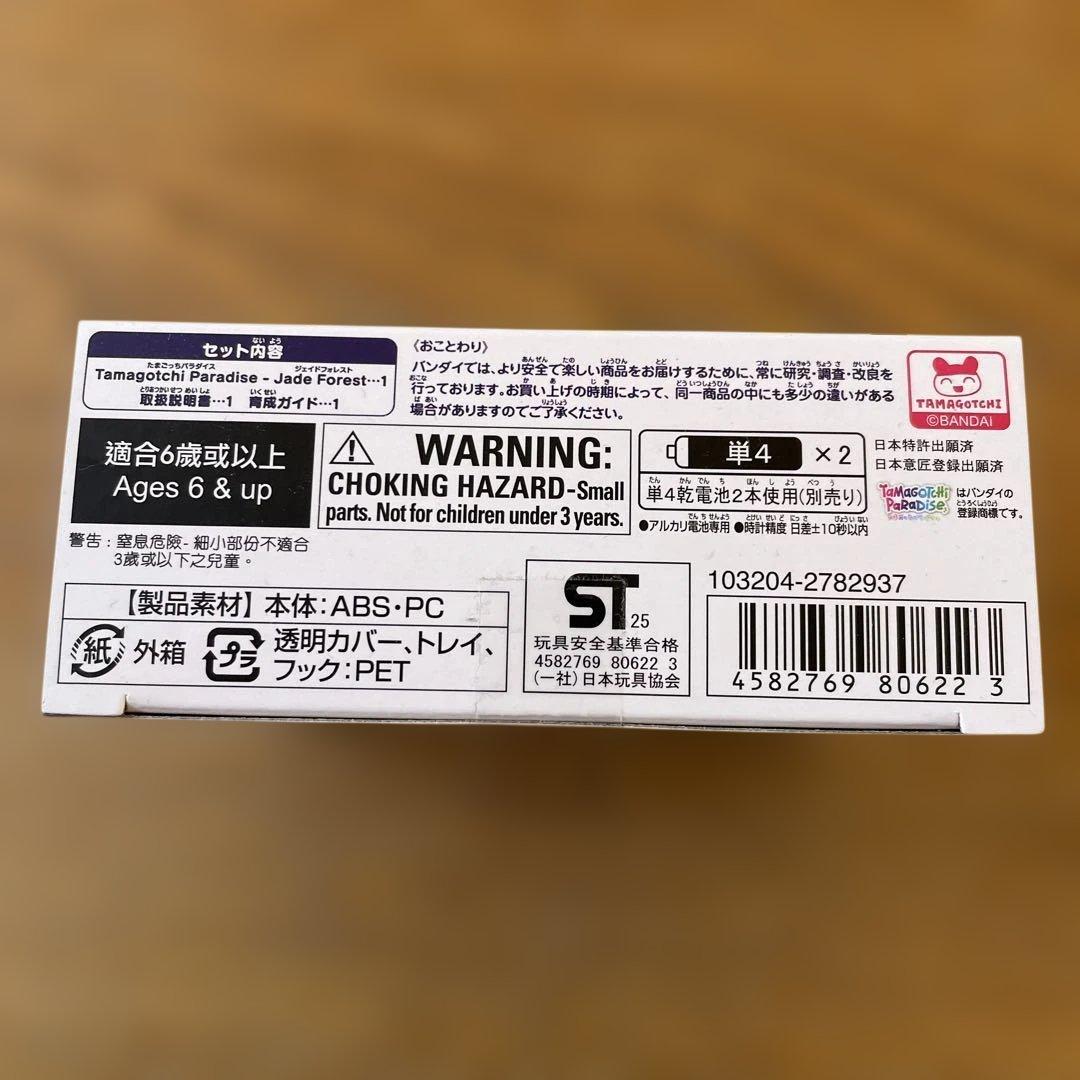 セット内容
Tamagotchi Paradise - Jade Forest…1
取扱説明書…1 育成ガイド…1
《おことわり》
バンダイでは、より安全で楽しい商品をお届けするために、常に研究・調査・改良を
行っております。お買い上げの時期によって、同一商品の中にも多少の違いがある
場合がありますのでご了承ください。
TAMAGOTCHI
©BANDAI
適合6歲或以上
Ages 6 & up
WARNING:
CHOKING HAZARD-Small
parts. Not for children under 3 years.
単4 ×2
単4乾電池2本使用(別売り)
●アルカリ電池専用 ●時計精度 日差±10秒以内
日本特許出願済
日本意匠登録出願済
Tamagotchi Paradise はバンダイの
登録商標です。
警告:窒息危險-細小部份不適合
3歲或以下之兒童。
【製品素材】本体:ABS・PC
紙 外箱 プラ 透明カバー、トレイ、
フック:PET
ST 25
玩具安全基準合格
4582769 80622 3
(一社)日本玩具協会
103204-2782937
4582769 80622 3